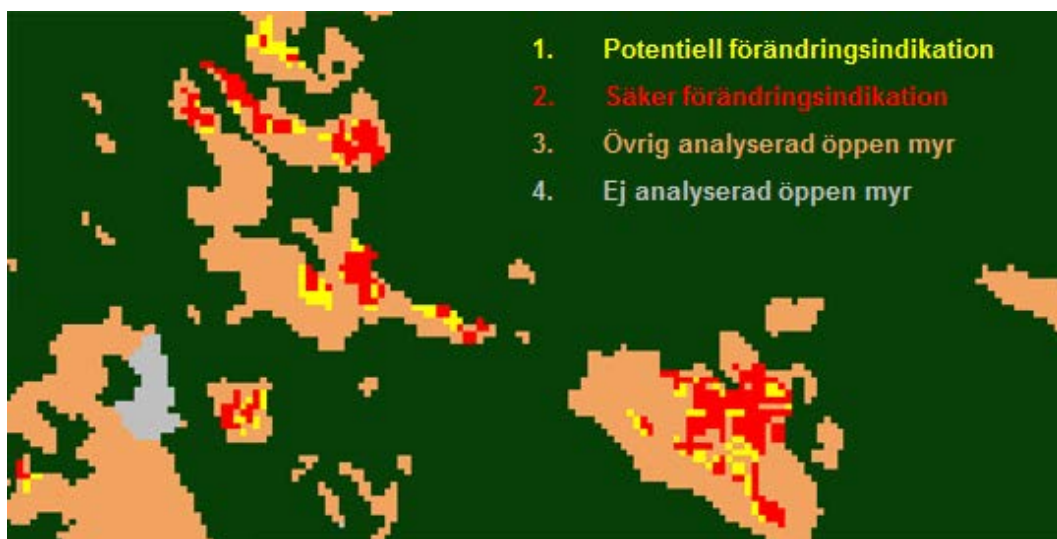 1. Potentiell förändringsindikation
2. Säker förändringsindikation
3. Övrig analyserad öppen myr
4. Ej analyserad öppen myr